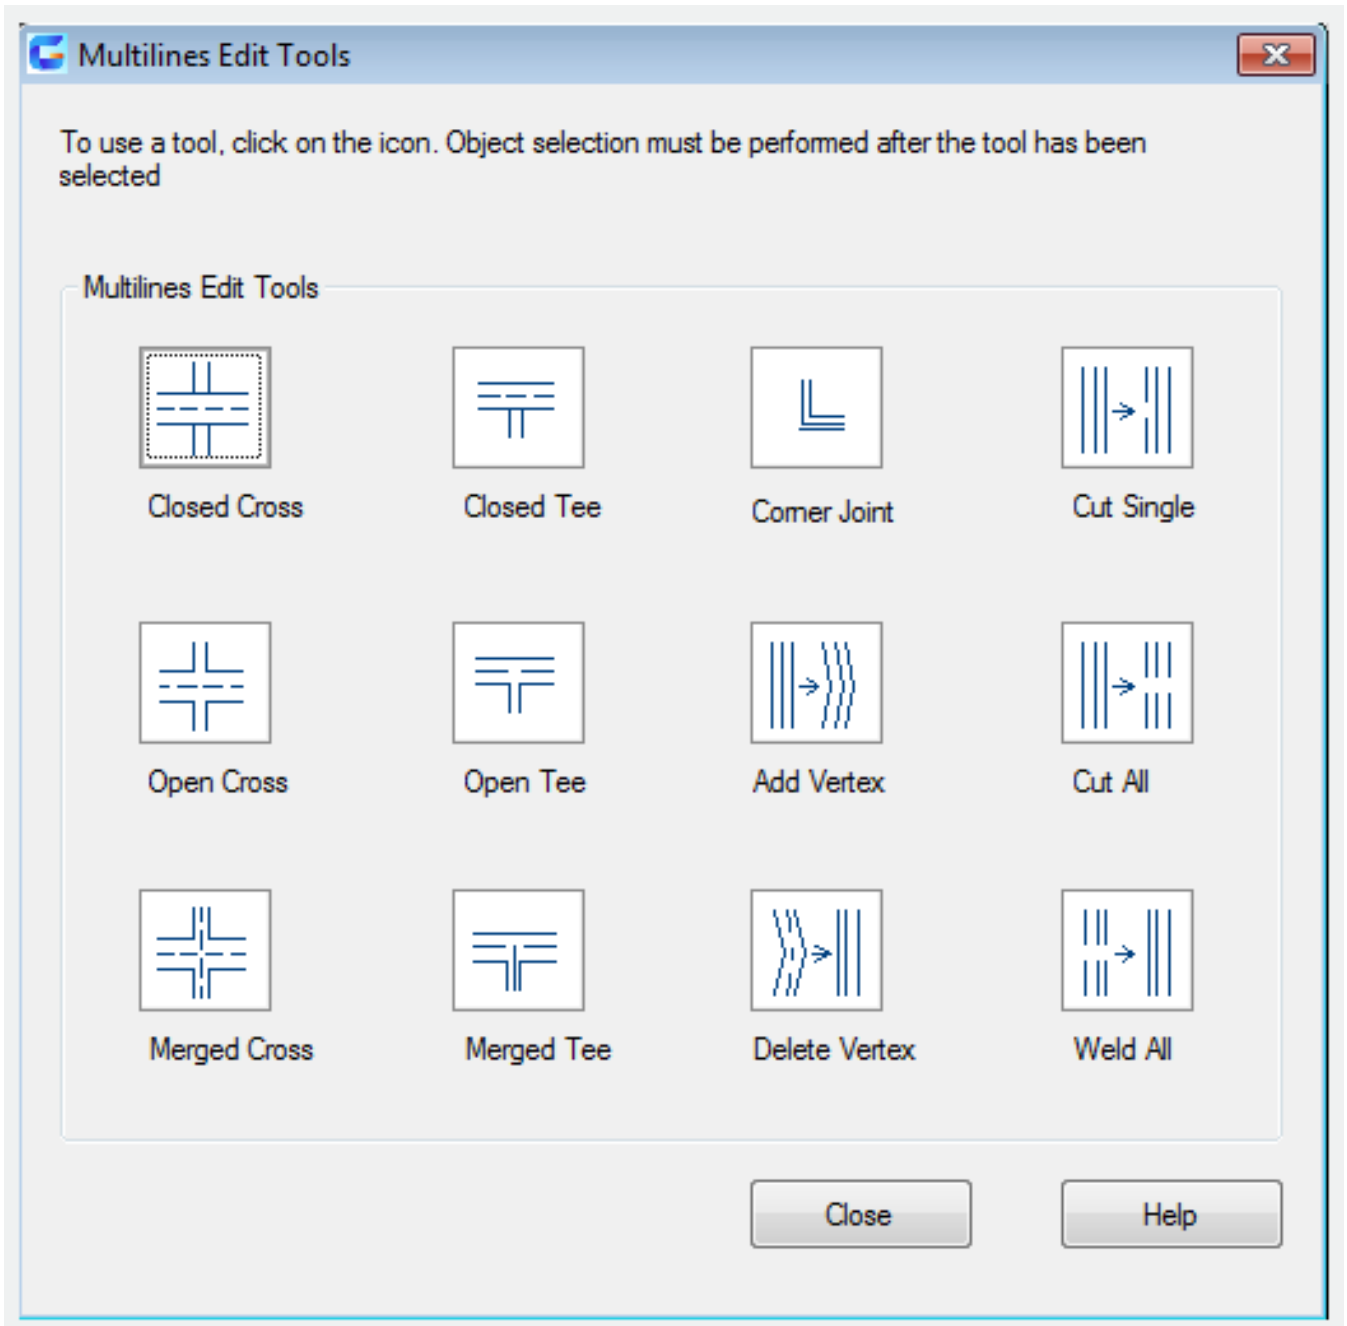 Multilines Edit Tools
To use a tool, click on the icon. Object selection must be performed after the tool has been
selected
Multilines Edit Tools
Closed Cross
Closed Tee
Corner Joint
Cut Single
Open Cross
Open Tee
Add Vertex
Cut All
Merged Cross
Merged Tee
Delete Vertex
Weld All
Close
Help